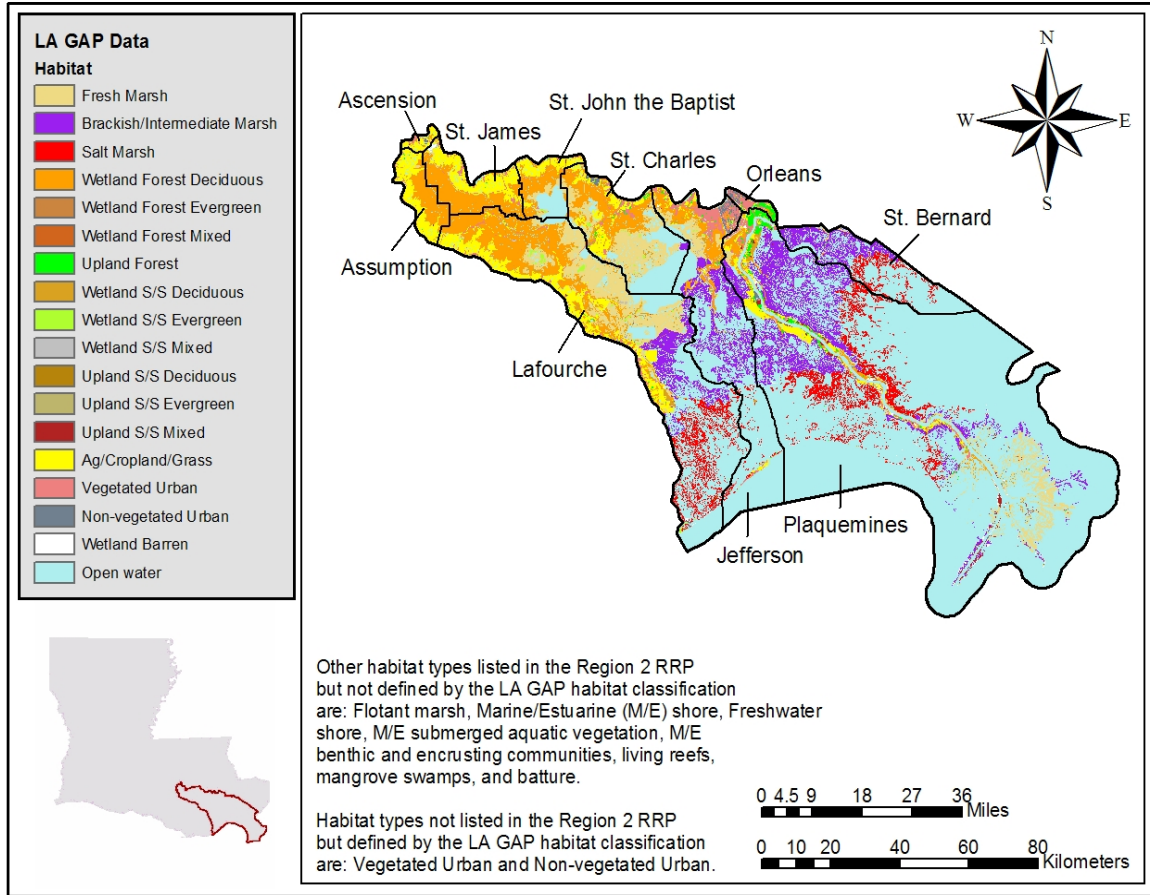 LA GAP Data
Habitat
Fresh Marsh
Brackish/Intermediate Marsh
Salt Marsh
Wetland Forest Deciduous
Wetland Forest Evergreen
Wetland Forest Mixed
Upland Forest
Wetland S/S Deciduous
Wetland S/S Evergreen
Wetland S/S Mixed
Upland S/S Deciduous
Upland S/S Evergreen
Upland S/S Mixed
Ag/Cropland/Grass
Vegetated Urban
Non-vegetated Urban
Wetland Barren
Open water
N
W
E
S
Ascension
St. John the Baptist
St. James
St. Charles
Orleans
St. Bernard
Assumption
Lafourche
Plaquemines
Jefferson
Other habitat types listed in the Region 2 RRP
but not defined by the LA GAP habitat classification
are: Flotant marsh, Marine/Estuarine (M/E) shore, Freshwater
shore, M/E submerged aquatic vegetation, M/E
benthic and encrusting communities, living reefs,
mangrove swamps, and batture.
Habitat types not listed in the Region 2 RRP
but defined by the LA GAP habitat classification
are: Vegetated Urban and Non-vegetated Urban.
0 4.5 9 18 27 36
Miles
0 10 20 40 60 80
Kilometers